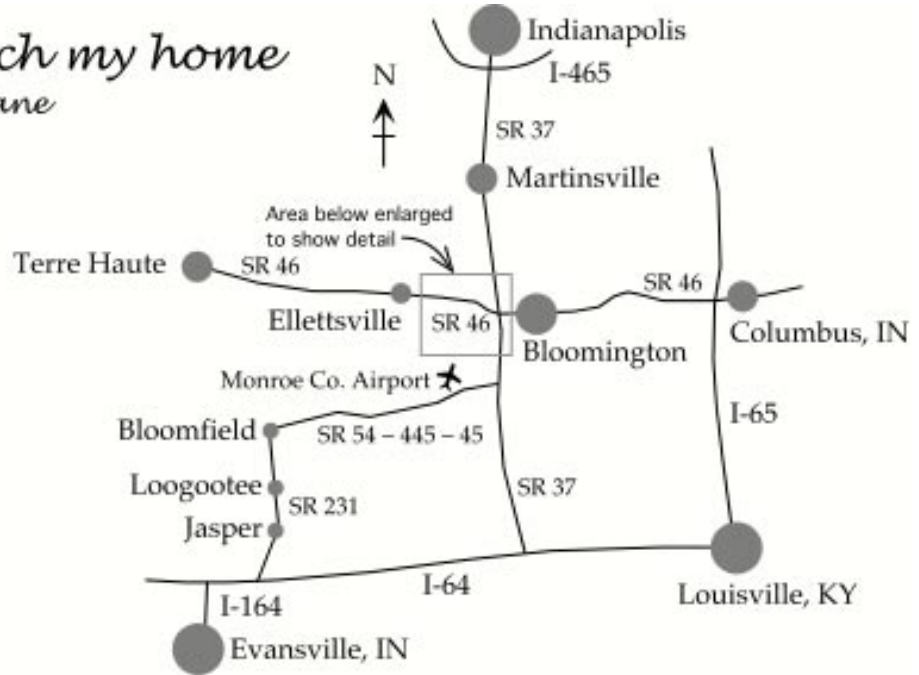 ch my home
ane
N
Indianapolis
I-465
SR 37
Martinsville
Area below enlarged
to show detail
Terre Haute
SR 46
SR 46
Ellettsville
SR 46
Columbus, IN
Bloomington
Monroe Co. Airport
I-65
Bloomfield
SR 54 – 445 – 45
Loogootee
SR 37
SR 231
Jasper
I-64
Louisville, KY
I-164
Evansville, IN